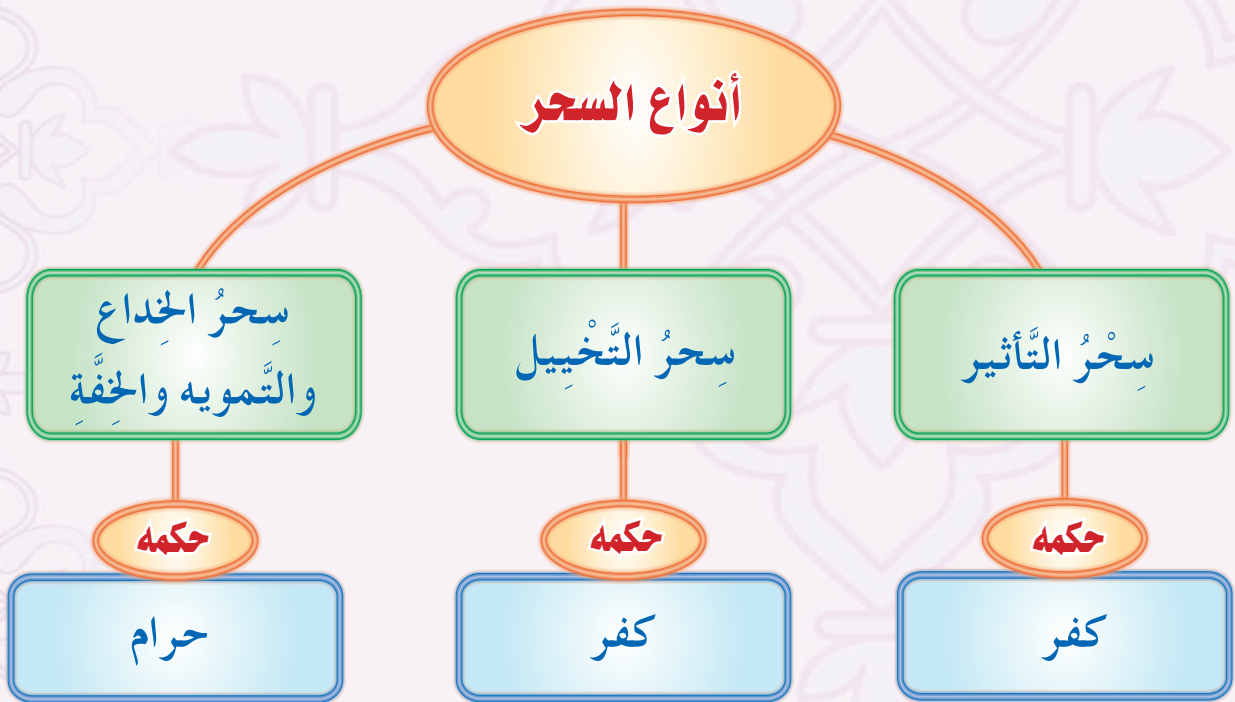 أنواع السحر
سِحْرُ التَّأثير
سِحرُ التَّخْيِيل
سِحرُ الخِداع
والتَّمويه والخِفَّةِ
حكمه
حكمه
حكمه
كفر
كفر
حرام